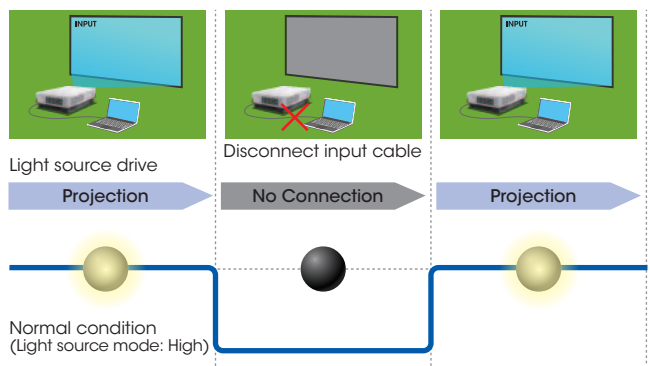 INPUT
INPUT
Disconnect input cable
Light source drive
Projection
No Connection
Projection
Normal condition
(Light source mode: High)